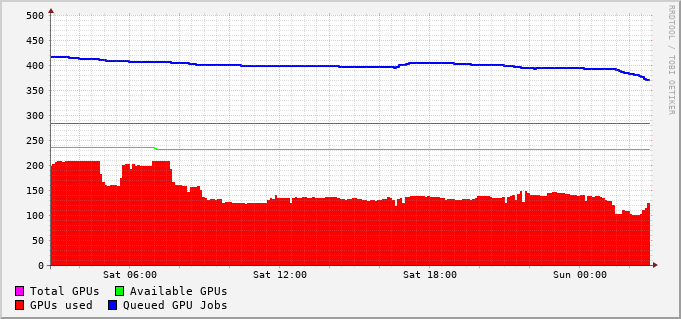 500
450
400
350
300
250
200
150
100
50
0
Sat 06:00 Sat 12:00 Sat 18:00 Sun 00:00
Total GPUs Available GPUs
GPUs used Queued GPU Jobs
RRDTOOL / TOBI OETIKER